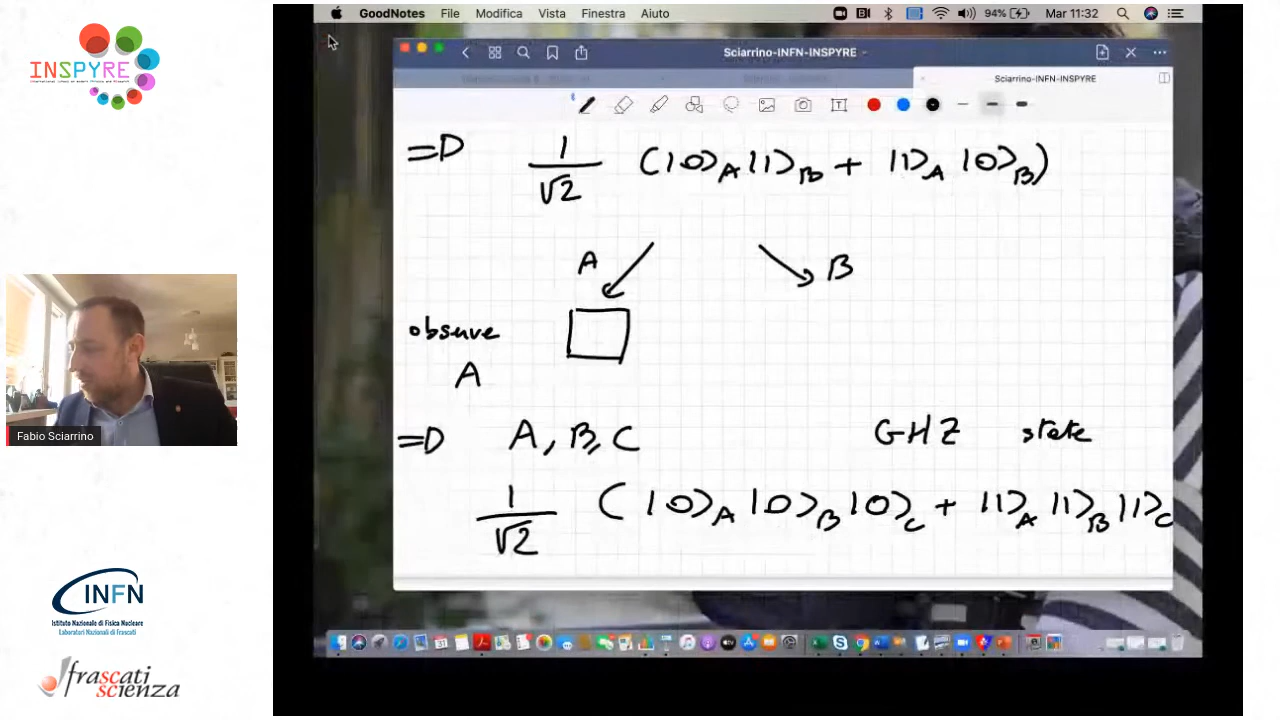 GoodNotes File Modifica Vista Finestra Aiuto 94% Mar 11:32
Sciarrino-INFN-INSPYRE
Sciarrino-INFN-INSPYRE
INSPYRE
=D 1/√2 (|0⟩A |1⟩B + |1⟩A |0⟩B)
A B
observe
A
=D A, B, C GHZ state
1/√2 (|0⟩A |0⟩B |0⟩C + |1⟩A |1⟩B |1⟩C
Fabio Sciarrino
INFN
Istituto Nazionale di Fisica Nucleare
Laboratori Nazionali di Frascati
frascati
scienza